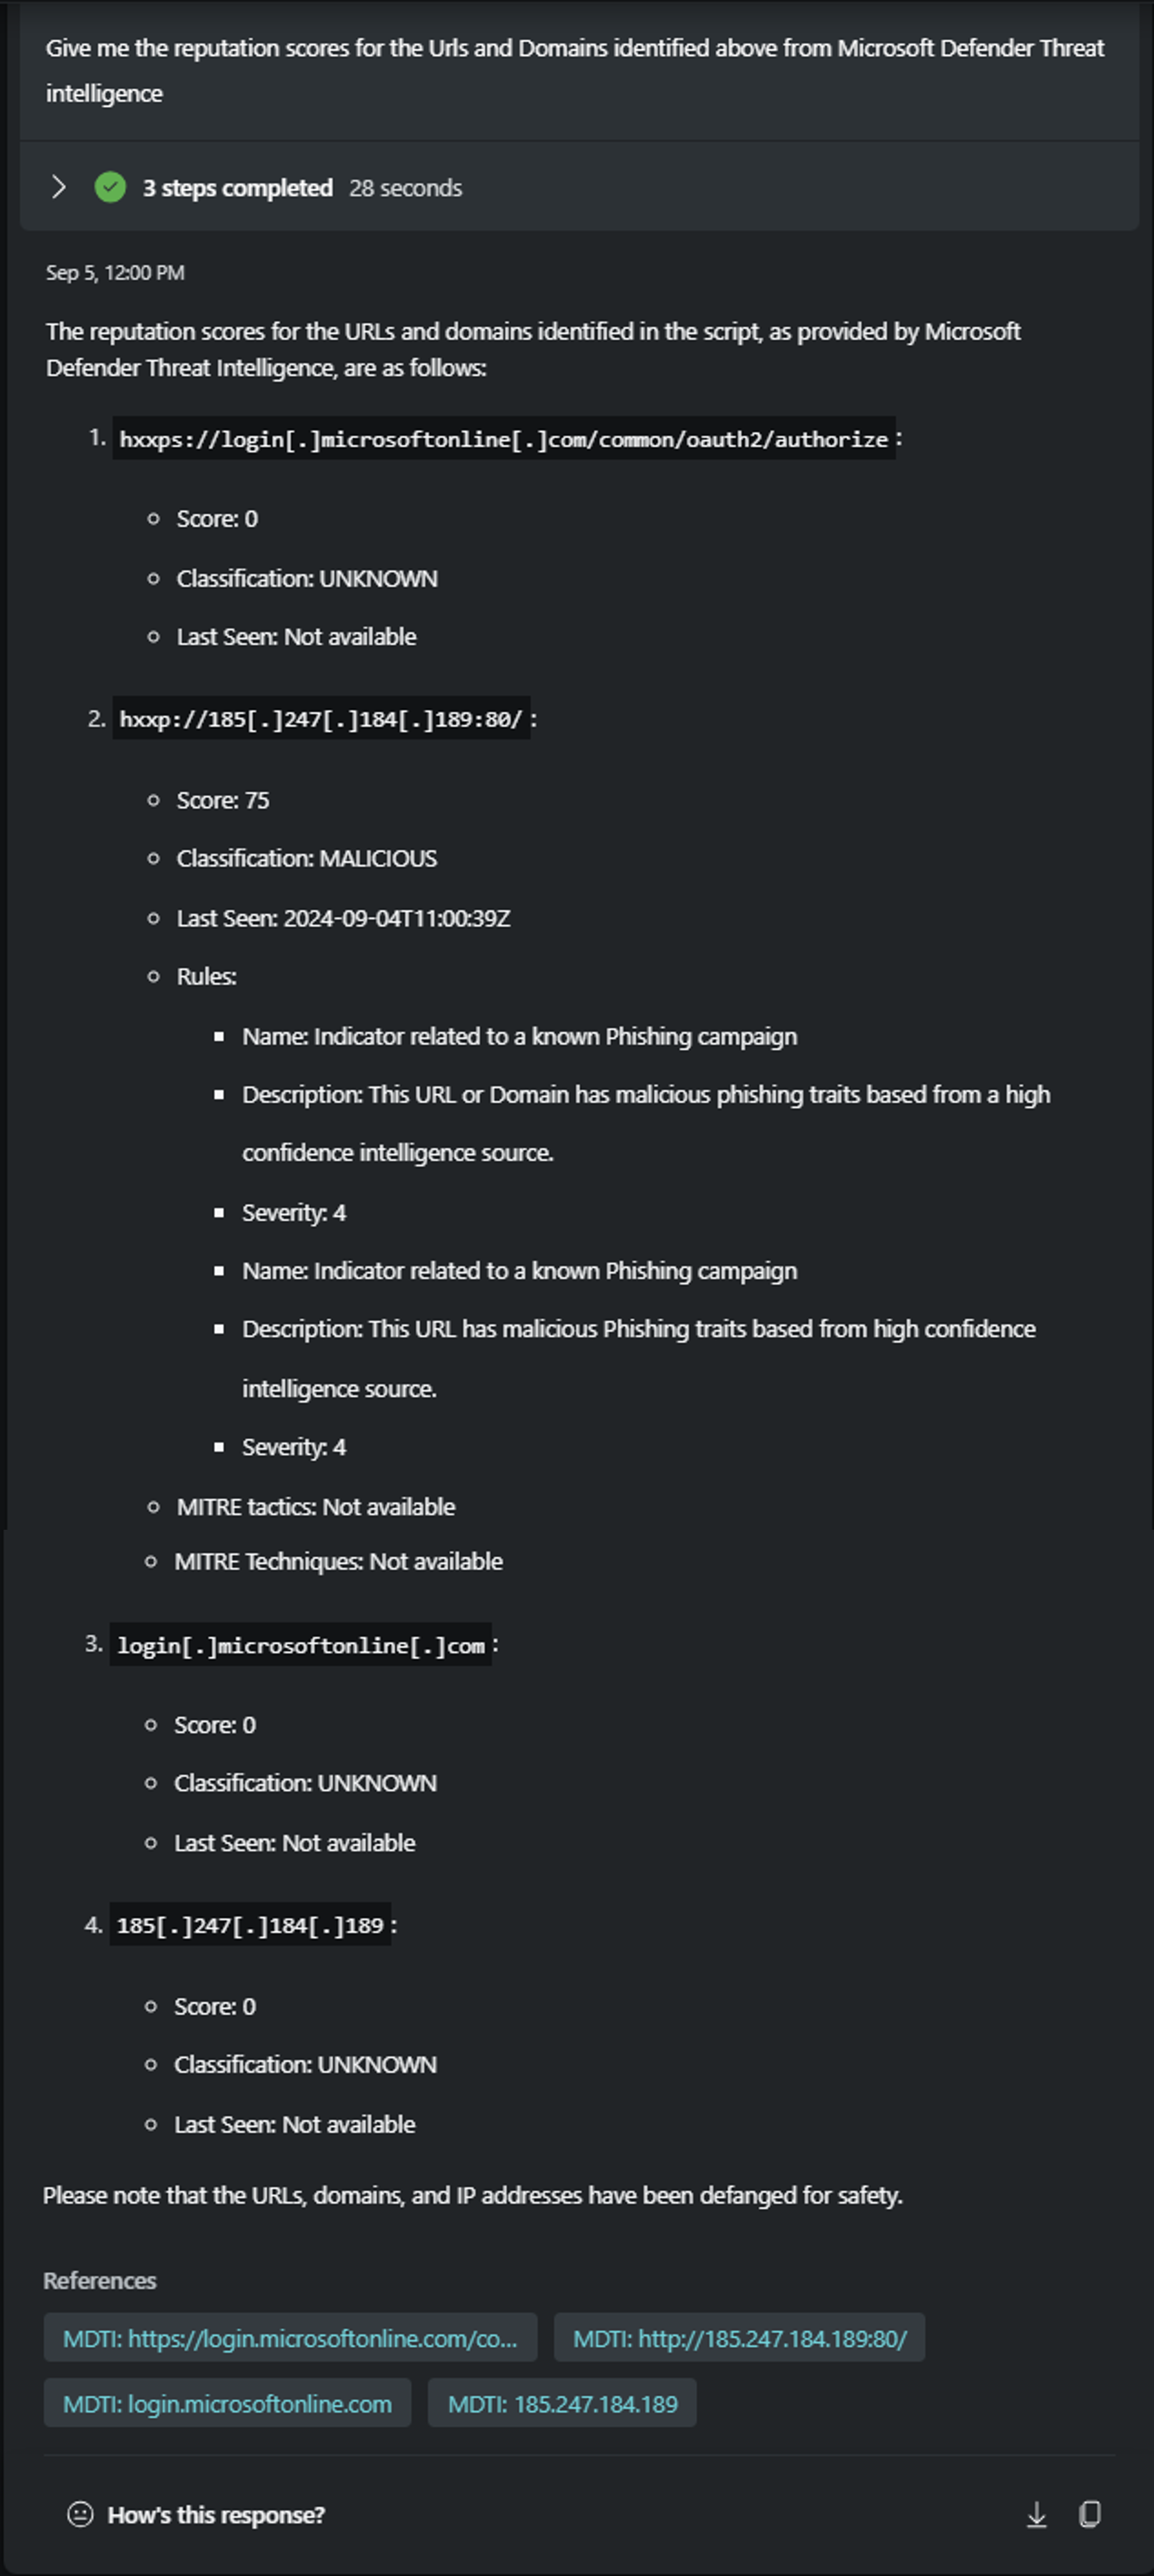 Give me the reputation scores for the Urls and Domains identified above from Microsoft Defender Threat
intelligence
3 steps completed 28 seconds
Sep 5, 12:00 PM
The reputation scores for the URLs and domains identified in the script, as provided by Microsoft
Defender Threat Intelligence, are as follows:
1. hxxps://login[.]microsoftonline[.]com/common/oauth2/authorize :
Score: 0
Classification: UNKNOWN
Last Seen: Not available
2. hxxp://185[.]247[.]184[.]189:80/ :
Score: 75
Classification: MALICIOUS
Last Seen: 2024-09-04T11:00:39Z
Rules:
Name: Indicator related to a known Phishing campaign
Description: This URL or Domain has malicious phishing traits based from a high
confidence intelligence source.
Severity: 4
Name: Indicator related to a known Phishing campaign
Description: This URL has malicious Phishing traits based from high confidence
intelligence source.
Severity: 4
MITRE tactics: Not available
MITRE Techniques: Not available
3. login[.]microsoftonline[.]com :
Score: 0
Classification: UNKNOWN
Last Seen: Not available
4. 185[.]247[.]184[.]189 :
Score: 0
Classification: UNKNOWN
Last Seen: Not available
Please note that the URLs, domains, and IP addresses have been defanged for safety.
References
MDTI: https://login.microsoftonline.com/co... MDTI: http://185.247.184.189:80/
MDTI: login.microsoftonline.com MDTI: 185.247.184.189
How's this response?